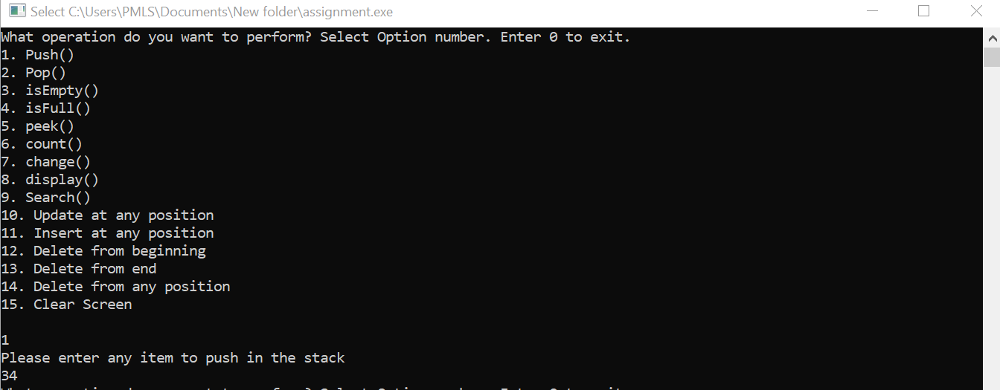 Select C:\Users\PMLS\Documents\New folder\assignment.exe
What operation do you want to perform? Select Option number. Enter 0 to exit.
1. Push()
2. Pop()
3. isEmpty()
4. isFull()
5. peek()
6. count()
7. change()
8. display()
9. Search()
10. Update at any position
11. Insert at any position
12. Delete from beginning
13. Delete from end
14. Delete from any position
15. Clear Screen
1
Please enter any item to push in the stack
34